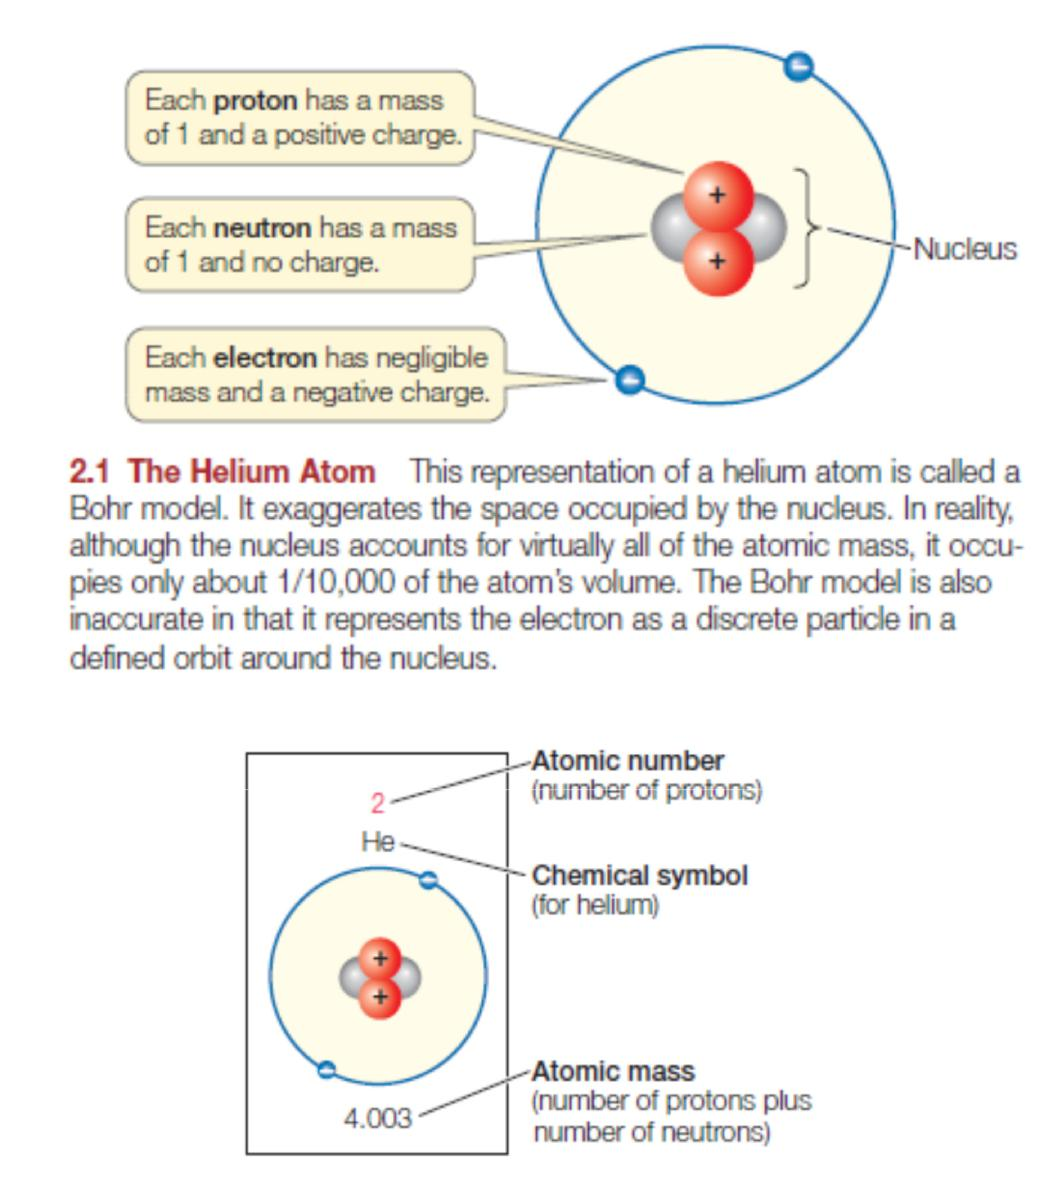 Each proton has a mass
of 1 and a positive charge.
Each neutron has a mass
of 1 and no charge.
Each electron has negligible
mass and a negative charge.
−
+
+
−
Nucleus
2.1 The Helium Atom This representation of a helium atom is called a
Bohr model. It exaggerates the space occupied by the nucleus. In reality,
although the nucleus accounts for virtually all of the atomic mass, it occu-
pies only about 1/10,000 of the atom's volume. The Bohr model is also
inaccurate in that it represents the electron as a discrete particle in a
defined orbit around the nucleus.
2
He
−
+
+
−
4.003
Atomic number
(number of protons)
Chemical symbol
(for helium)
Atomic mass
(number of protons plus
number of neutrons)